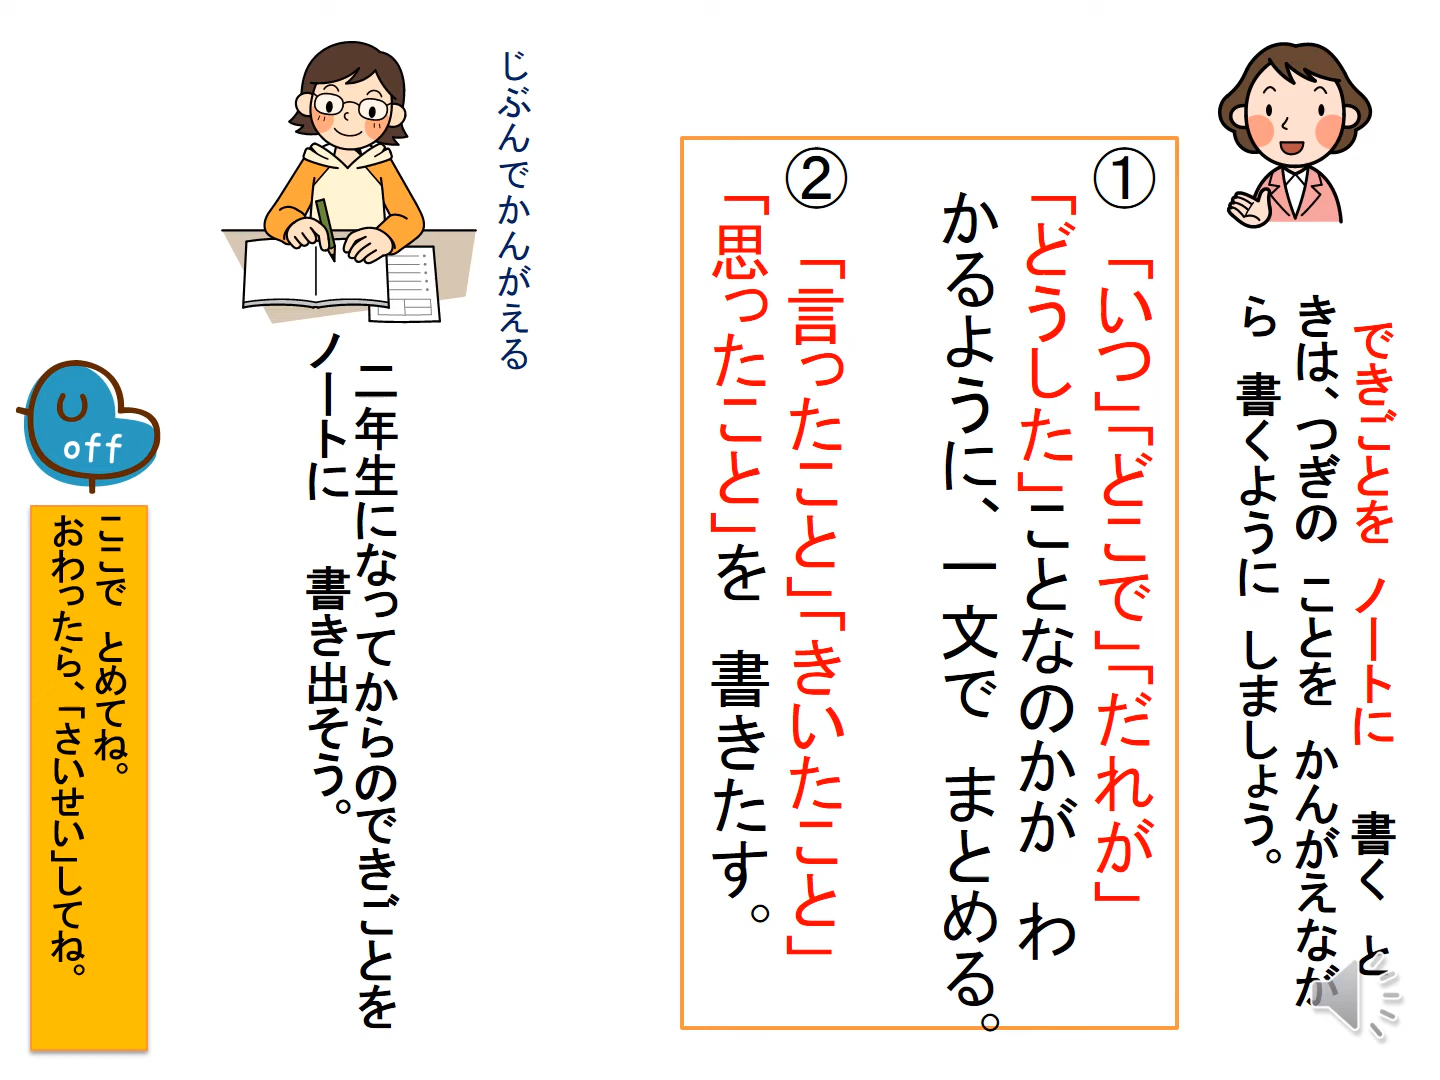 できごとを　ノートに　書く　と
きは、つぎの　ことを　かんがえなが
ら　書くように　しましょう。
①　「いつ」「どこで」「だれが」
「どうした」ことなのかが　わ
かるように、一文で　まとめる。
②　「言ったこと」「きいたこと」
「思ったこと」を　書きたす。
じぶんでかんがえる
二年生になってからのできごとを
ノートに　書き出そう。
off
ここで　とめてね。
おわったら、「さいせい」してね。